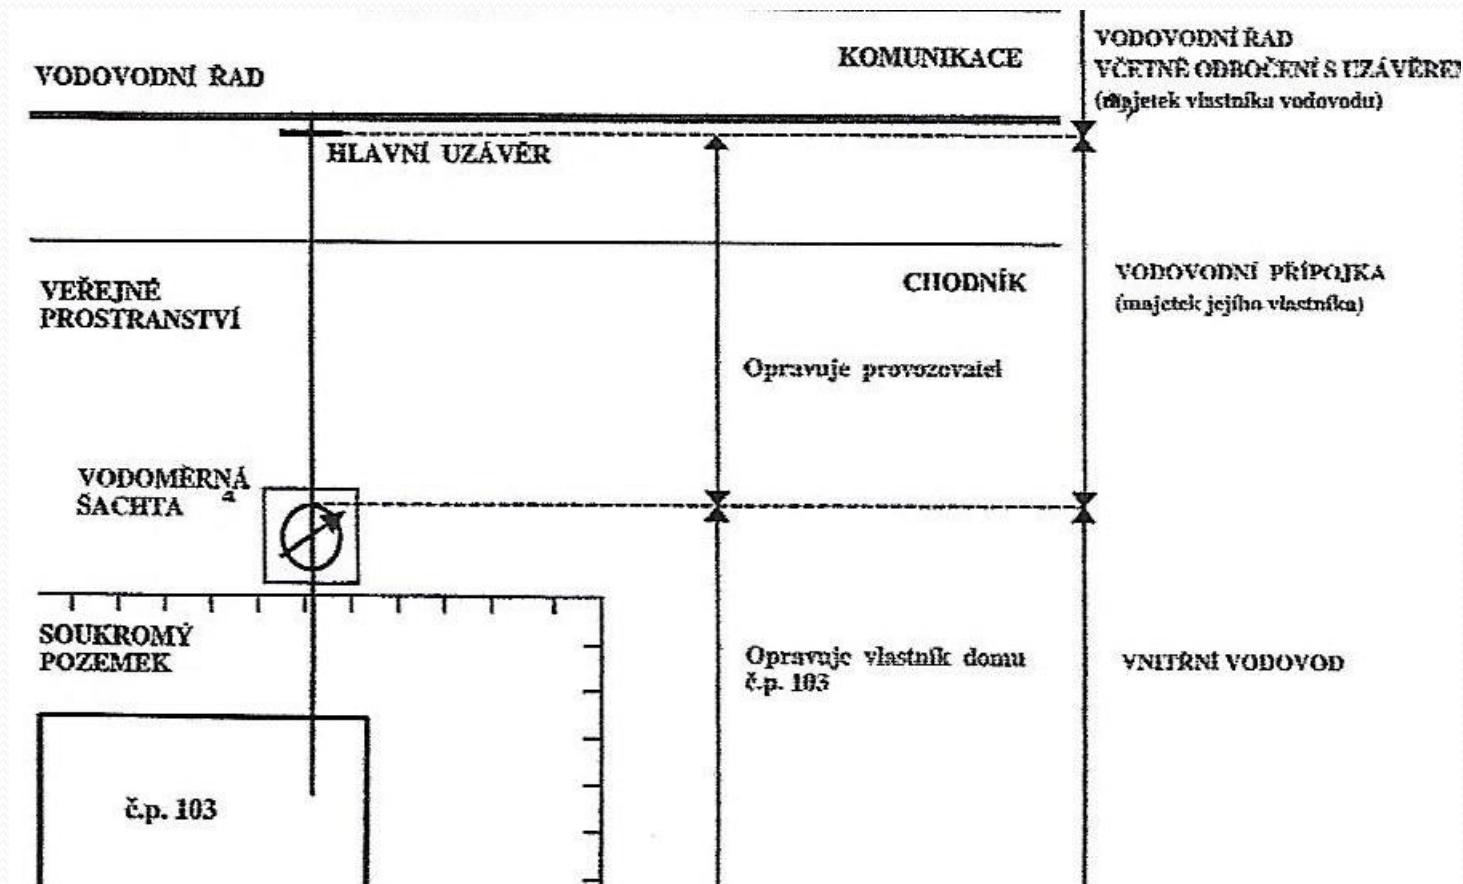 VODOVODNÍ ŘAD
KOMUNIKACE
VODOVODNÍ ŘAD
VČETNĚ ODBOČENÍ S UZÁVĚREM
(majetek vlastníka vodovodu)
HLAVNÍ UZÁVĚR
VEŘEJNÉ
PROSTRANSTVÍ
CHODNÍK
VODOVODNÍ PŘÍPOJKA
(majetek jejího vlastníka)
Opravuje provozovatel
VODOMĚRNÁ
ŠACHTA
SOUKROMÝ
POZEMEK
Opravuje vlastník domu
č.p. 103
VNITŘNÍ VODOVOD
č.p. 103